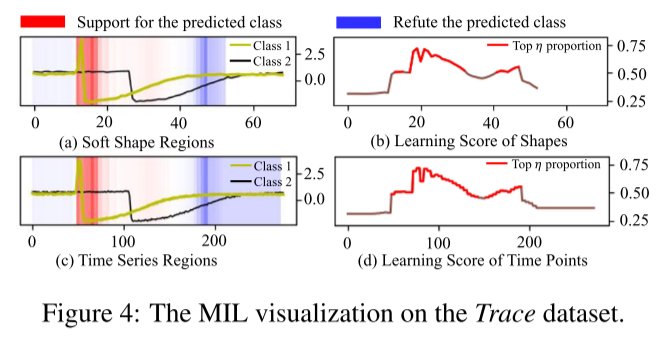 Support for the predicted class
Refute the predicted class
Class 1
Class 2
2.5
0.0
0 20 40 60
(a) Soft Shape Regions
Top η proportion
0.75
0.50
0.25
0 20 40 60
(b) Learning Score of Shapes
Class 1
Class 2
2.5
0.0
0 100 200
(c) Time Series Regions
Top η proportion
0.75
0.50
0.25
0 100 200
(d) Learning Score of Time Points
Figure 4: The MIL visualization on the Trace dataset.